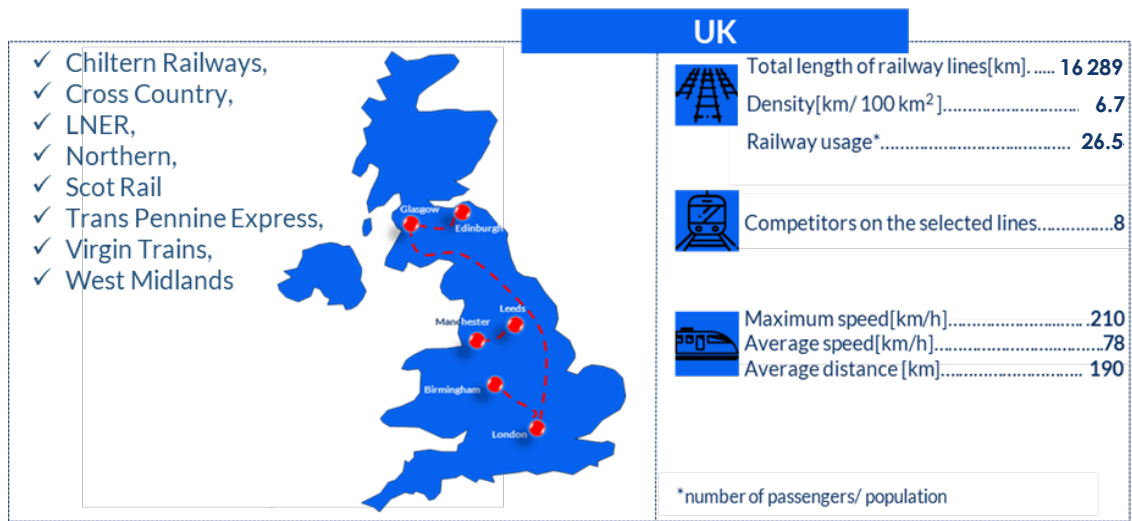 UK
✓ Chiltern Railways,
✓ Cross Country,
✓ LNER,
✓ Northern,
✓ Scot Rail
✓ Trans Pennine Express,
✓ Virgin Trains,
✓ West Midlands
Glasgow
Edinburgh
Leeds
Manchester
Birmingham
London
Total length of railway lines[km]. ..... 16 289
Density[km/ 100 km²]................................ 6.7
Railway usage*............................................ 26.5
Competitors on the selected lines.................8
Maximum speed[km/h]................................210
Average speed[km/h]....................................78
Average distance [km]................................ 190
*number of passengers/ population